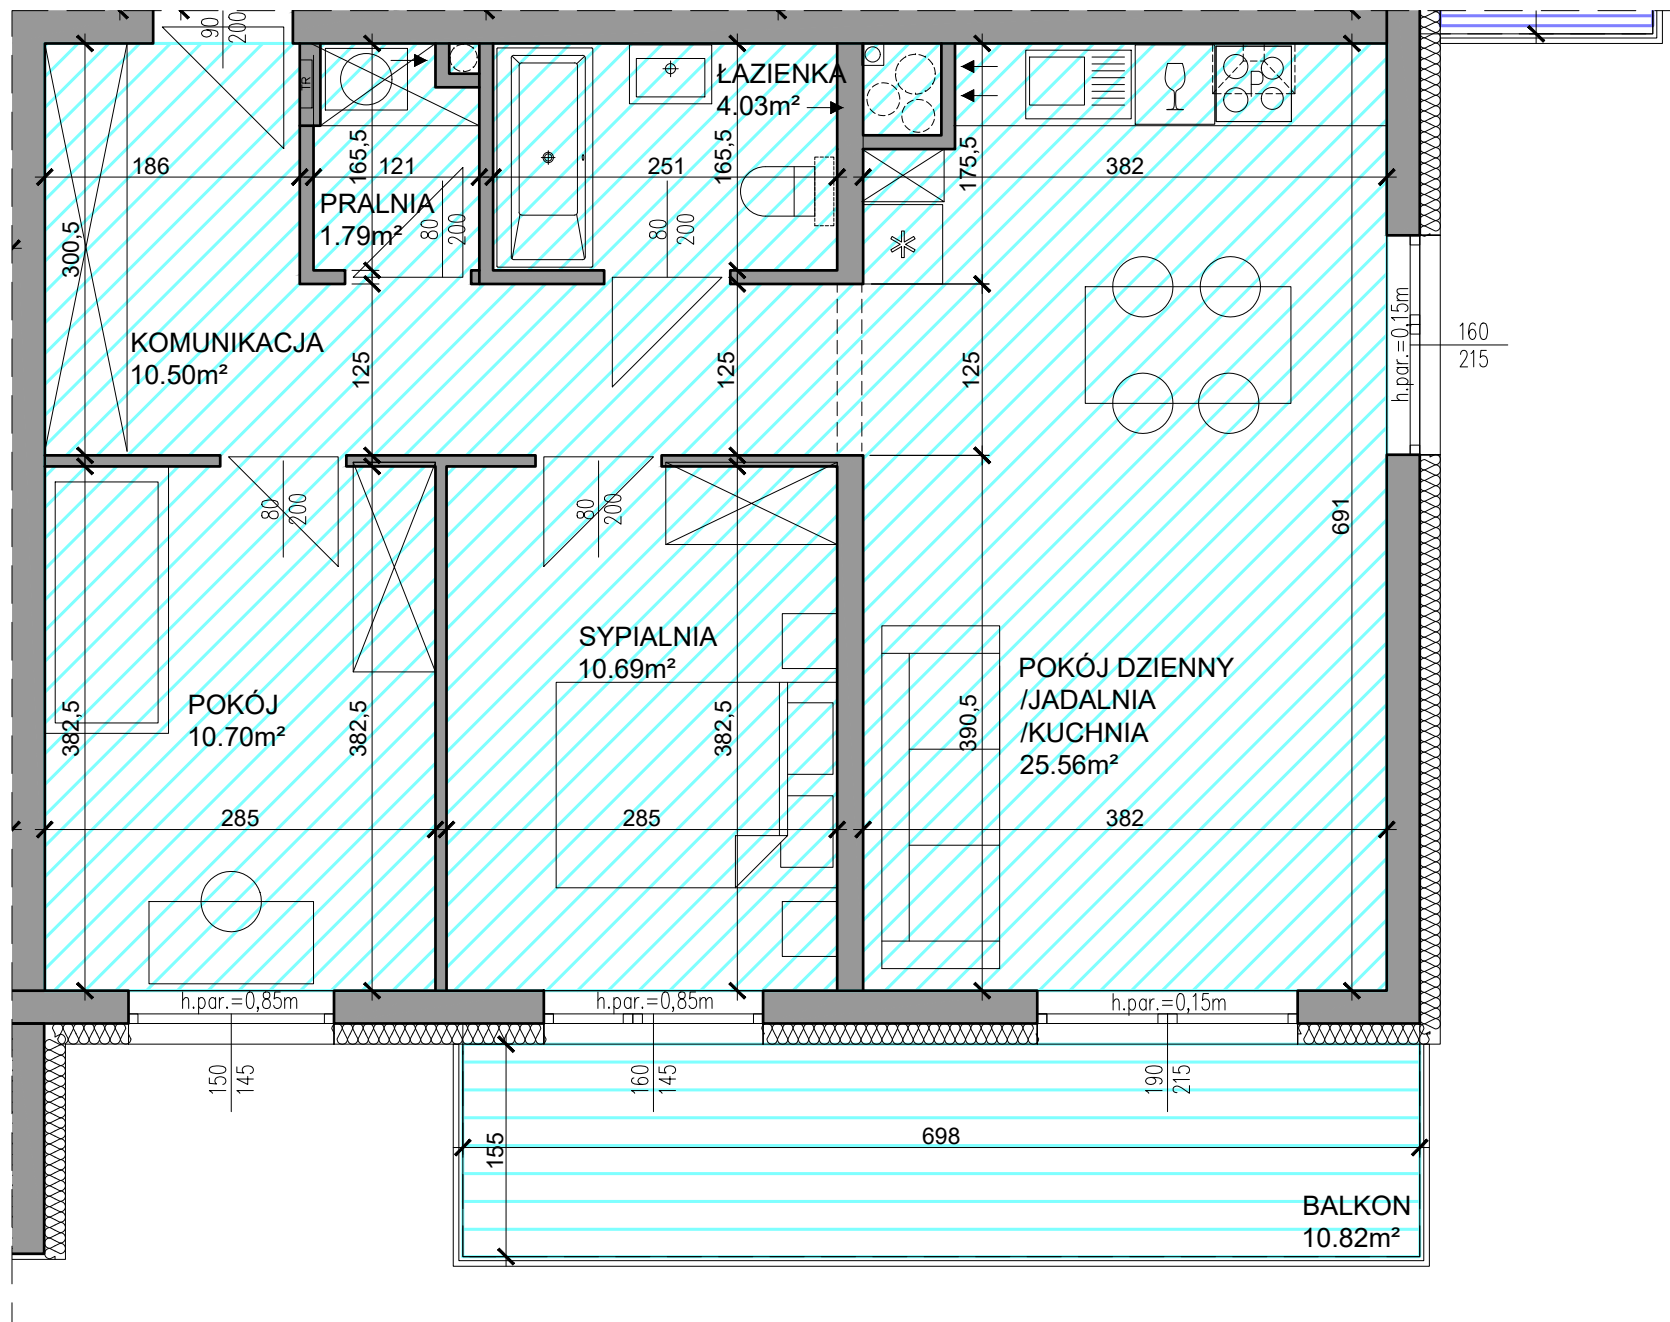 90
200
TR
ŁAZIENKA
4.03m²
P
165,5
165,5
175,5
186
121
251
382
PRALNIA
1.79m²
80
200
80
200
300,5
h.par.=0,15m
160
215
KOMUNIKACJA
10.50m²
125
125
125
80
200
80
200
691
SYPIALNIA
10.69m²
POKÓJ DZIENNY
/JADALNIA
/KUCHNIA
25.56m²
POKÓJ
10.70m²
382,5
382,5
382,5
390,5
285
285
382
h.par.=0,85m
h.par.=0,85m
h.par.=0,15m
150
145
160
145
190
215
155
698
BALKON
10.82m²